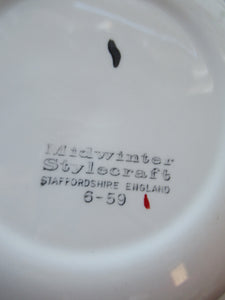 Midwinter
Stylecraft
STAFFORDSHIRE ENGLAND
6-59